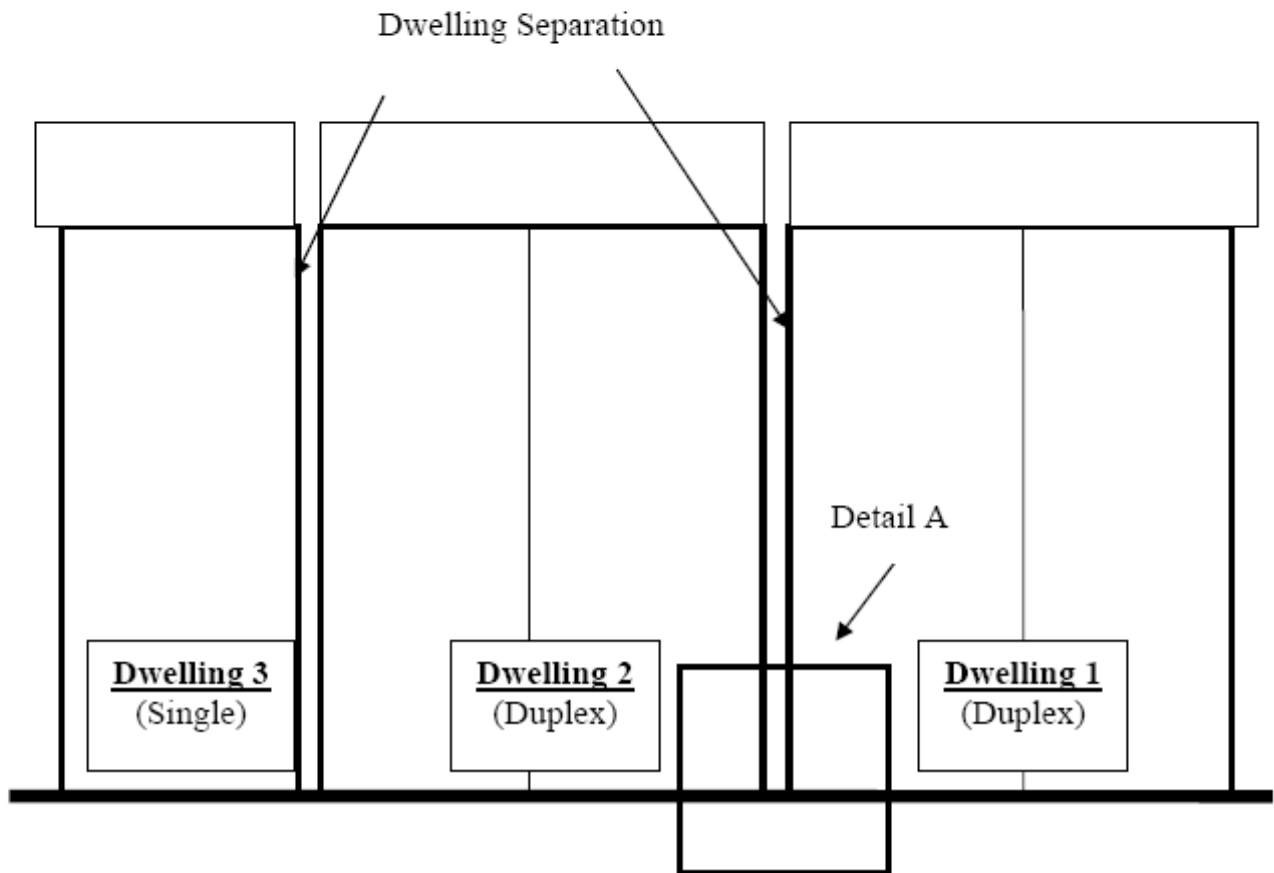 Dwelling Separation
Detail A
Dwelling 3
(Single)
Dwelling 2
(Duplex)
Dwelling 1
(Duplex)